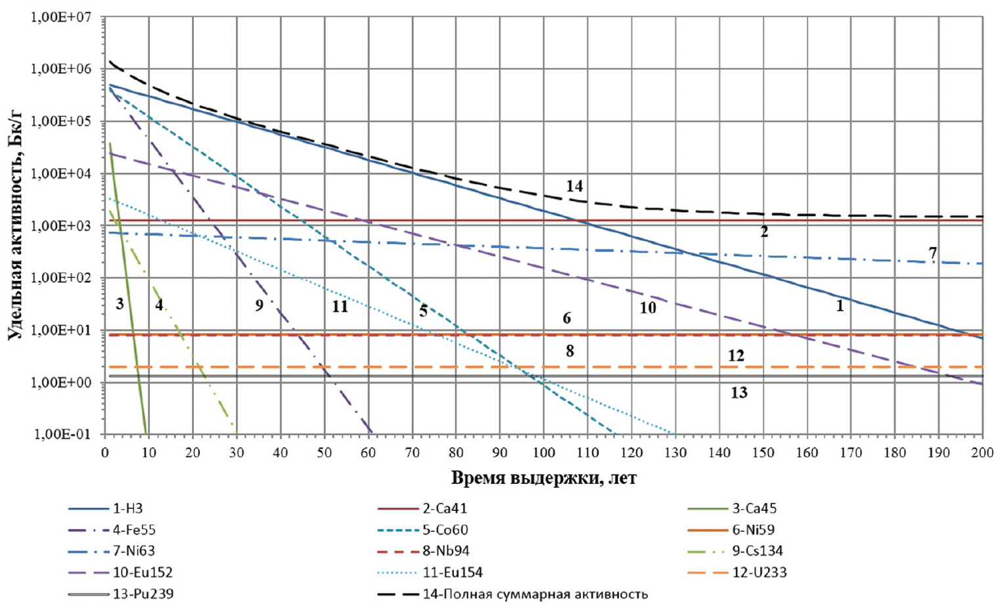 Удельная активность, Бк/г
1,00E+07
1,00E+06
1,00E+05
1,00E+04
1,00E+03
1,00E+02
1,00E+01
1,00E+00
1,00E-01
14
2
7
3
4
9
11
5
10
1
6
8
12
13
0 10 20 30 40 50 60 70 80 90 100 110 120 130 140 150 160 170 180 190 200
Время выдержки, лет
1-H3 2-Ca41 3-Ca45
4-Fe55 5-Co60 6-Ni59
7-Ni63 8-Nb94 9-Cs134
10-Eu152 11-Eu154 12-U233
13-Pu239 14-Полная суммарная активность